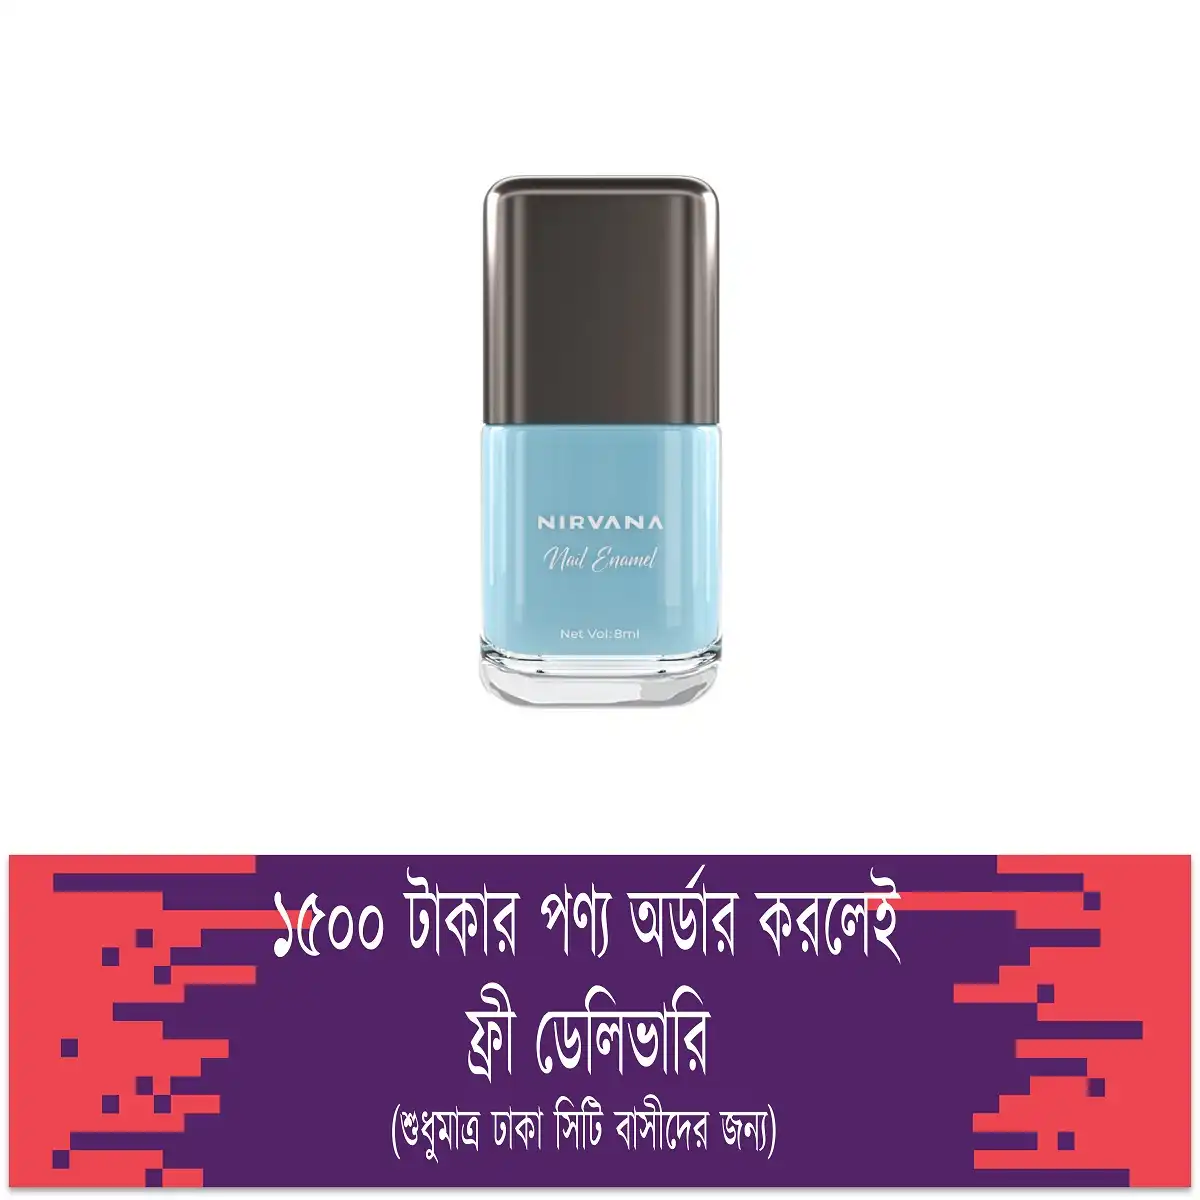 NIRVANA
Nail Enamel
Net Vol:8ml
১৫০০ টাকার পণ্য অর্ডার করলেই
ফ্রী ডেলিভারি
(শুধুমাত্র ঢাকা সিটি বাসীদের জন্য)